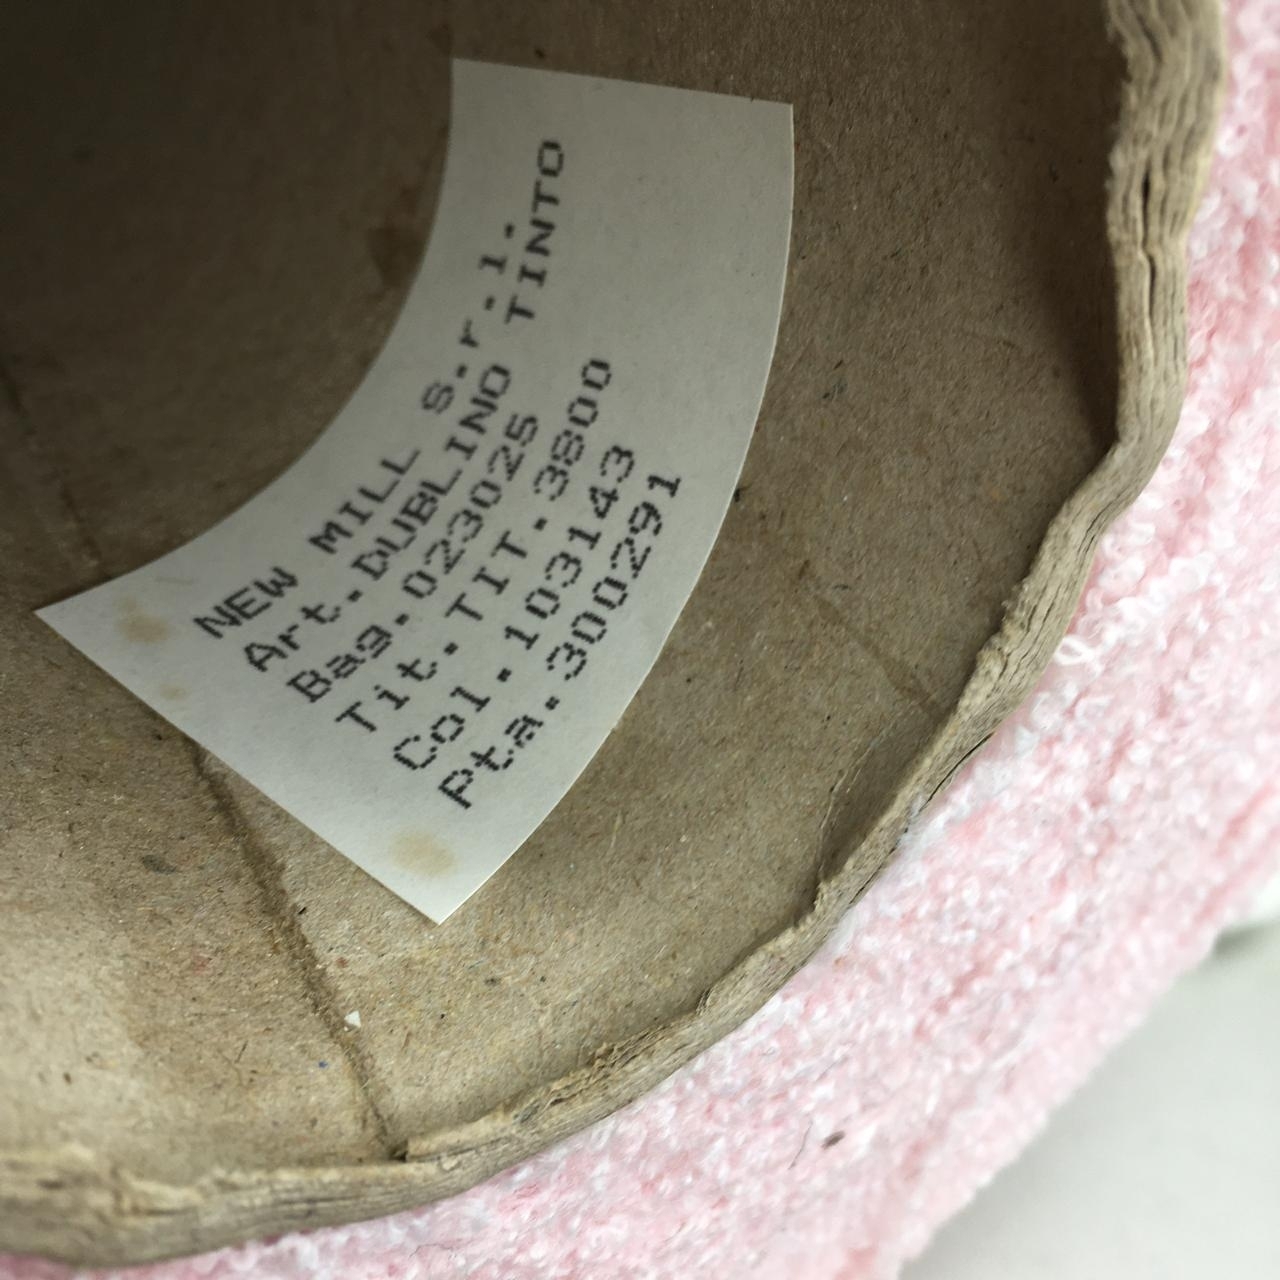 NEW MILL s.r.l.
Art.DUBLINO TINTO
Bag.023025
Tit.TIT.3800
Col.103143
Pta.300291